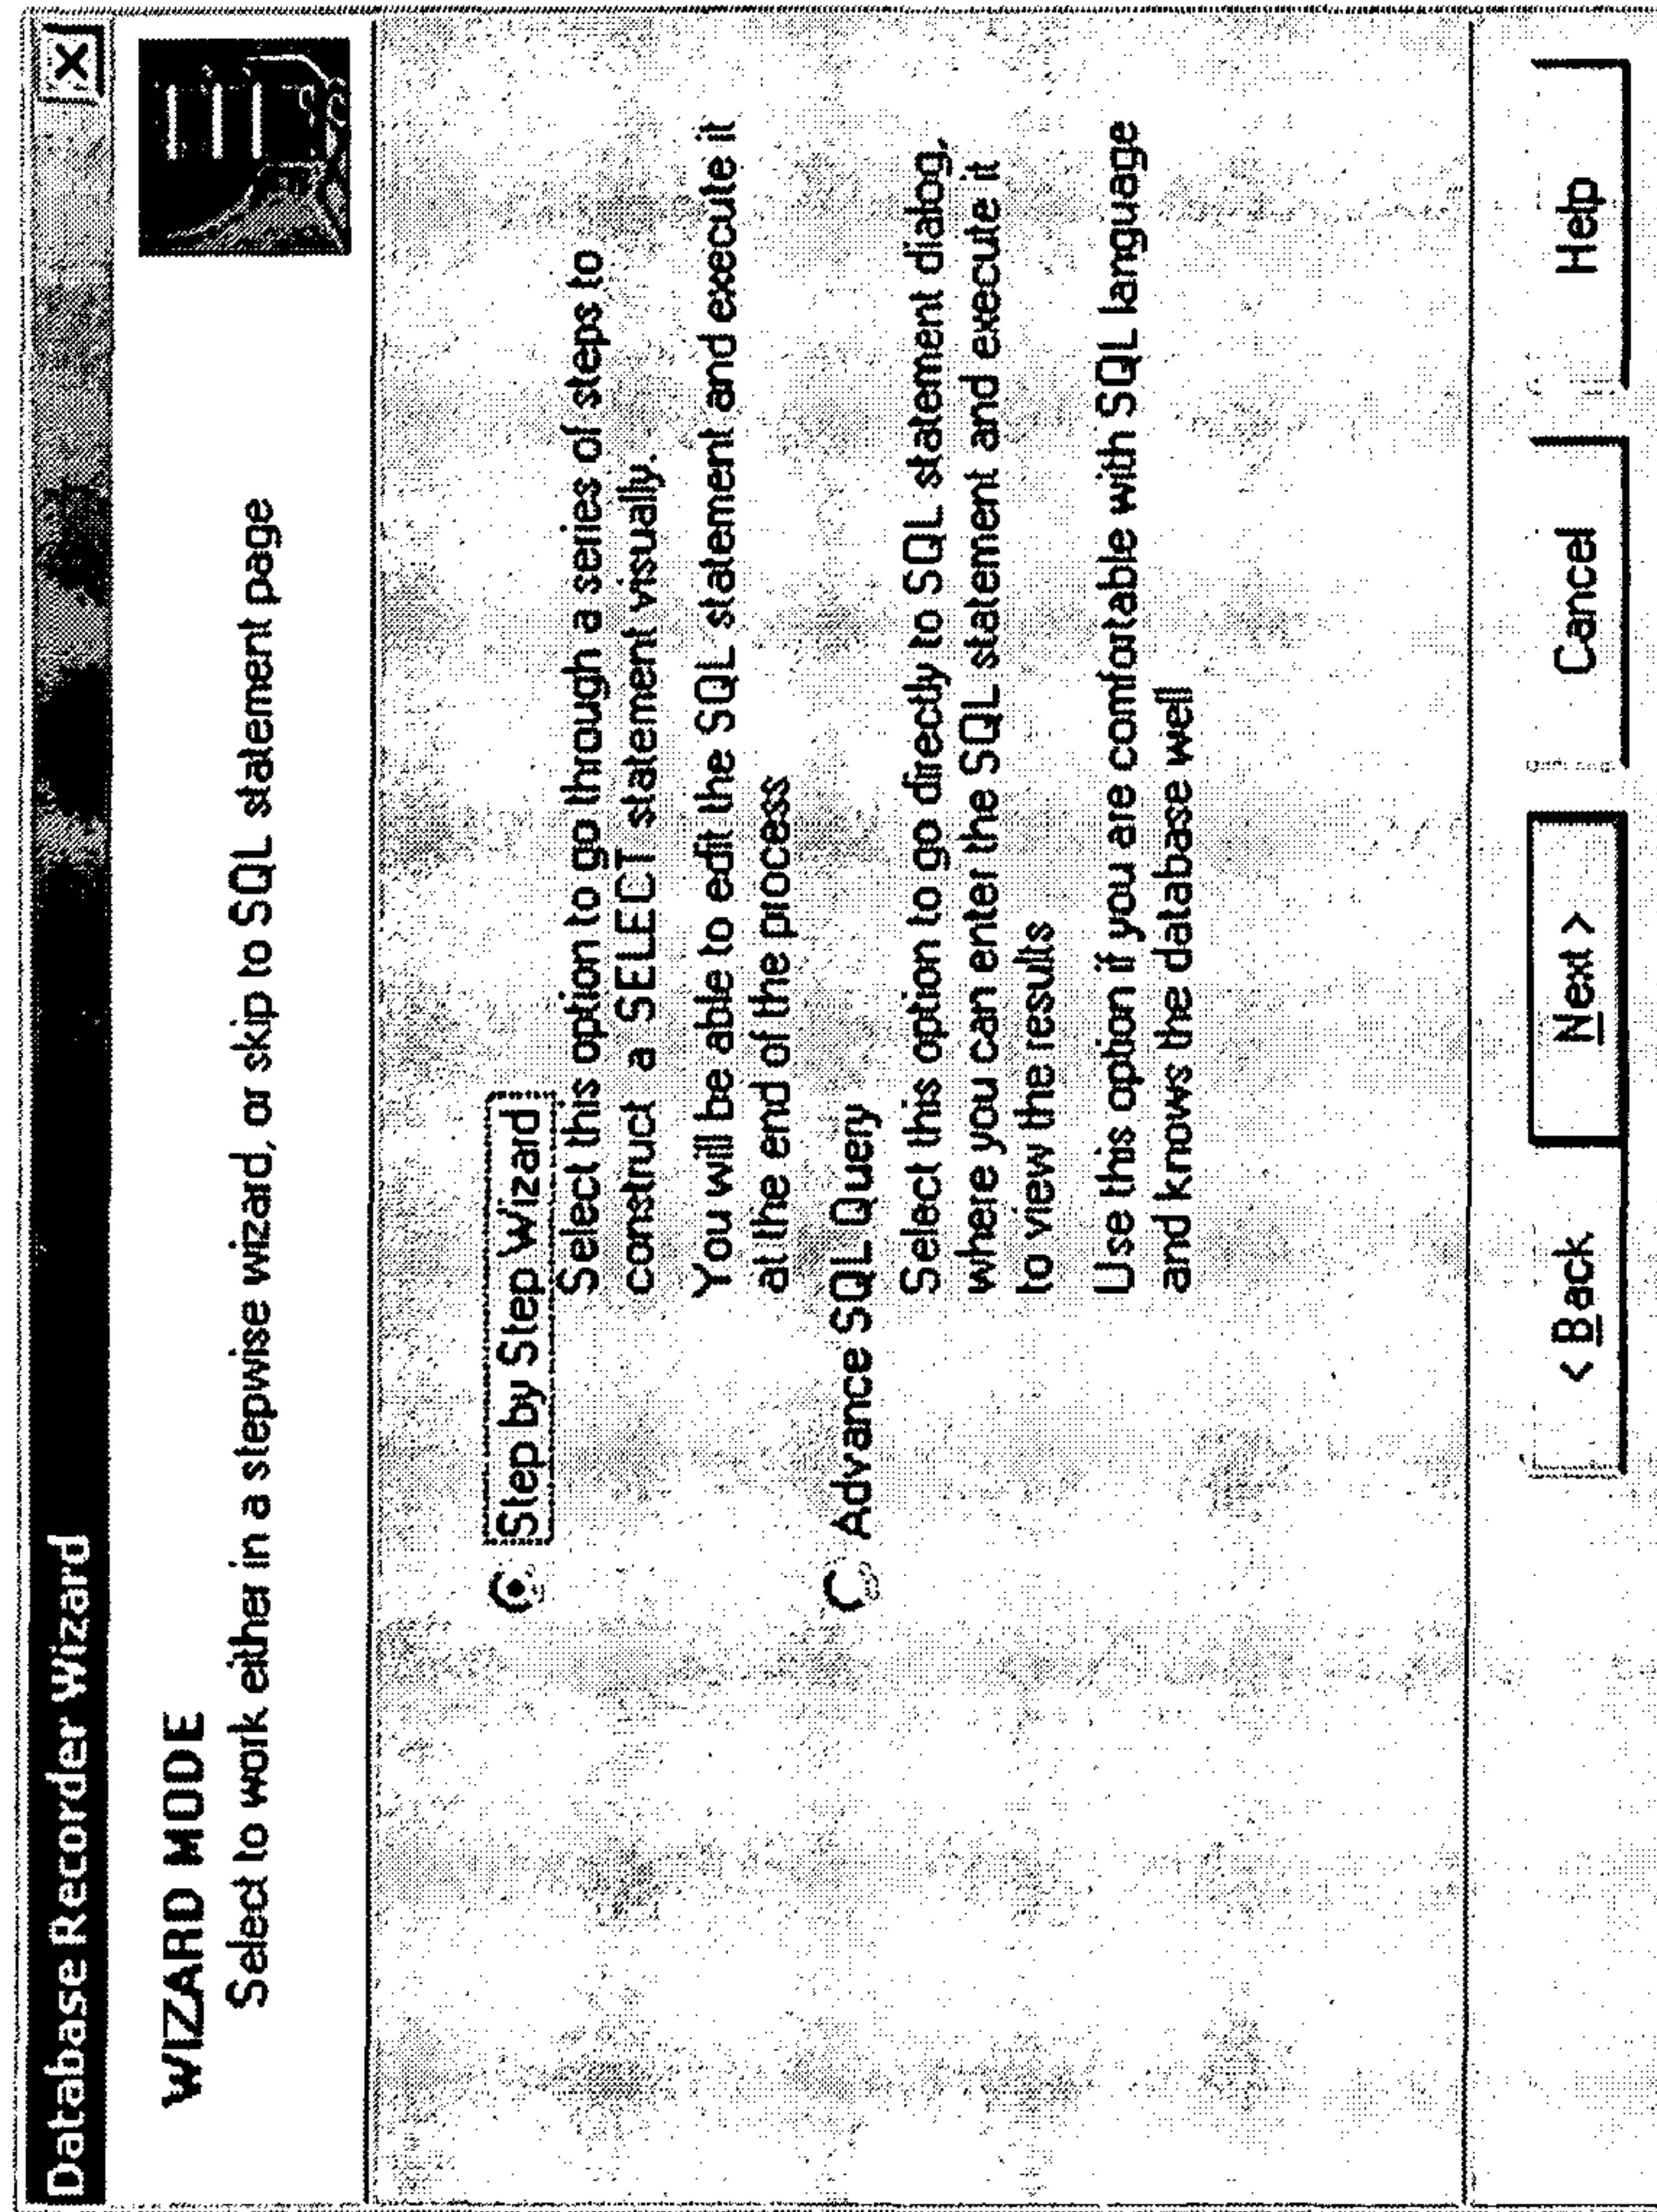 Database Recorder Wizard
WIZARD MODE
Select to work either in a stepwise wizard, or skip to SQL statement page
Step by Step Wizard
Select this option to go through a series of steps to
construct a SELECT statement visually.
You will be able to edit the SQL statement and execute it
at the end of the process
Advance SQL Query
Select this option to go directly to SQL statement dialog,
where you can enter the SQL statement and execute it
to view the results
Use this option if you are comfortable with SQL language
and knows the database well
< Back
Next >
Cancel
Help